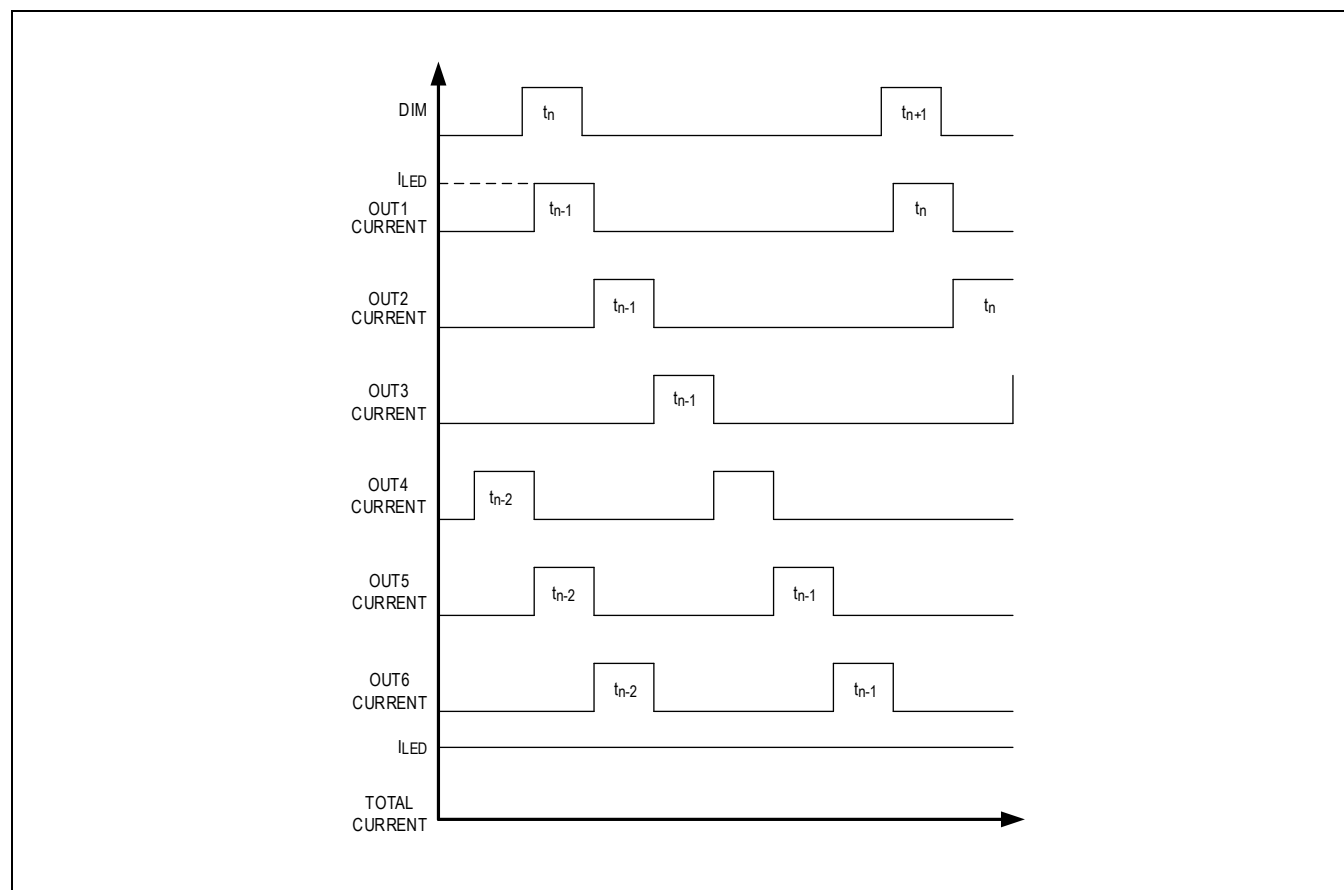 DIM
tn
tn+1
ILED
OUT1
CURRENT
tn-1
tn
OUT2
CURRENT
tn-1
tn
OUT3
CURRENT
tn-1
OUT4
CURRENT
tn-2
OUT5
CURRENT
tn-2
tn-1
OUT6
CURRENT
tn-2
tn-1
ILED
TOTAL
CURRENT